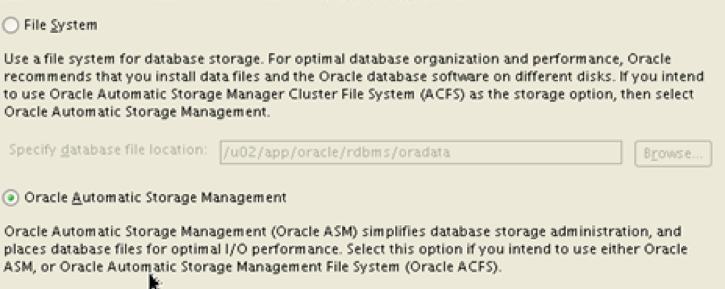 File System
Use a file system for database storage. For optimal database organization and performance, Oracle
recommends that you install data files and the Oracle database software on different disks. If you intend
to use Oracle Automatic Storage Manager Cluster File System (ACFS) as the storage option, then select
Oracle Automatic Storage Management.
Specify database file location: /u02/app/oracle/rdbms/oradata Browse...
Oracle Automatic Storage Management
Oracle Automatic Storage Management (Oracle ASM) simplifies database storage administration, and
places database files for optimal I/O performance. Select this option if you intend to use either Oracle
ASM, or Oracle Automatic Storage Management File System (Oracle ACFS).